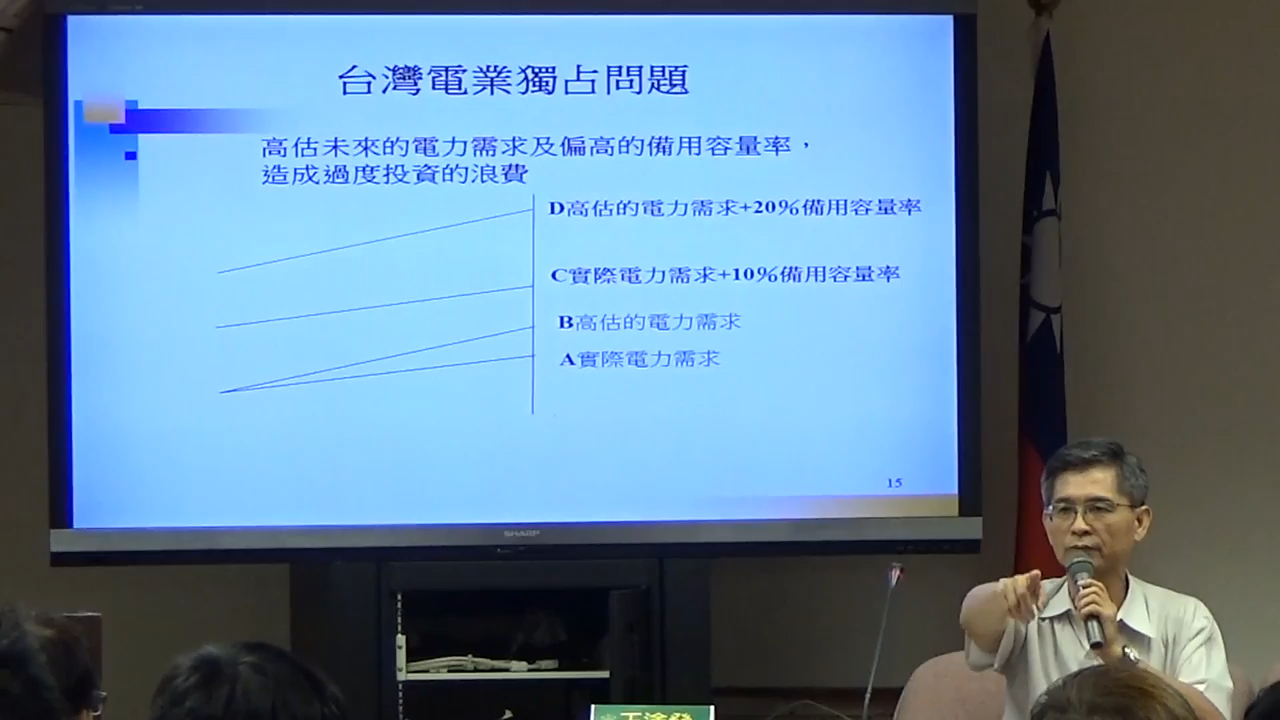 台灣電業獨占問題
高估未來的電力需求及偏高的備用容量率，
造成過度投資的浪費
D高估的電力需求+20%備用容量率
C實際電力需求+10%備用容量率
B高估的電力需求
A實際電力需求
15
SHARP
王塗發